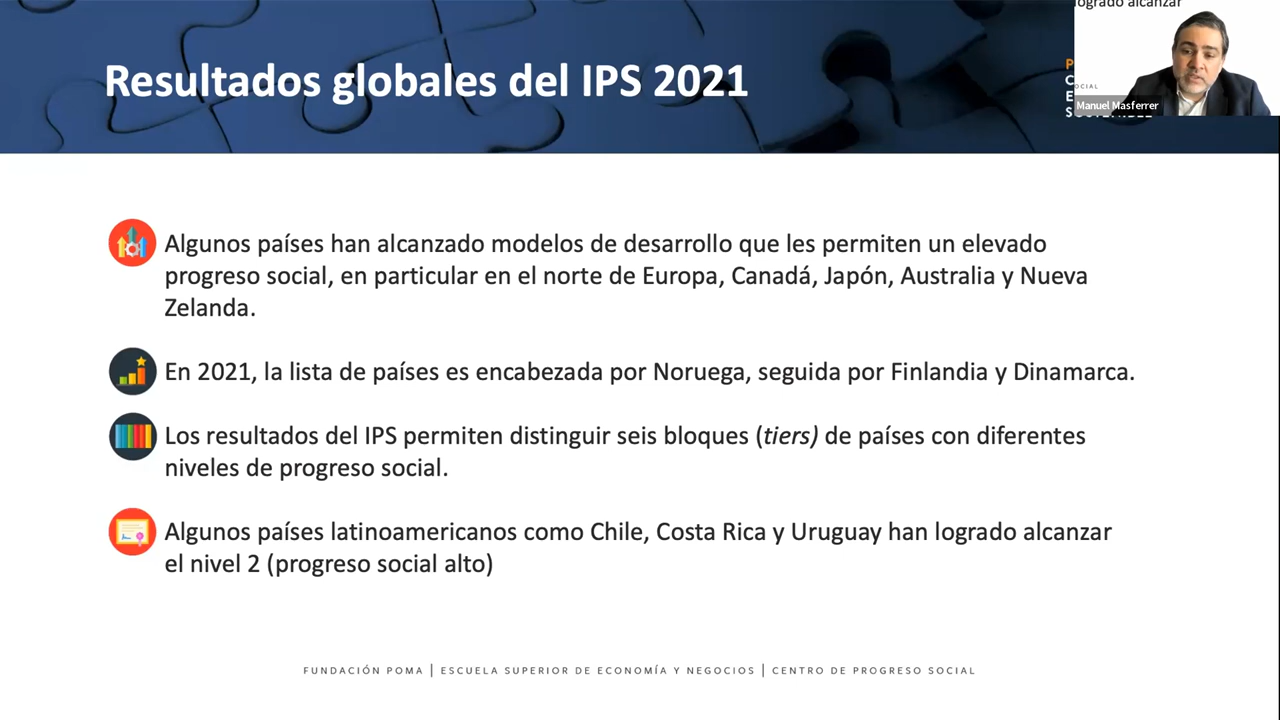 logrado alcanzar
Resultados globales del IPS 2021
P
C
E
OCIAL
Manuel Masferrer
Algunos países han alcanzado modelos de desarrollo que les permiten un elevado
progreso social, en particular en el norte de Europa, Canadá, Japón, Australia y Nueva
Zelanda.
En 2021, la lista de países es encabezada por Noruega, seguida por Finlandia y Dinamarca.
Los resultados del IPS permiten distinguir seis bloques (tiers) de países con diferentes
niveles de progreso social.
Algunos países latinoamericanos como Chile, Costa Rica y Uruguay han logrado alcanzar
el nivel 2 (progreso social alto)
FUNDACIÓN POMA | ESCUELA SUPERIOR DE ECONOMÍA Y NEGOCIOS | CENTRO DE PROGRESO SOCIAL